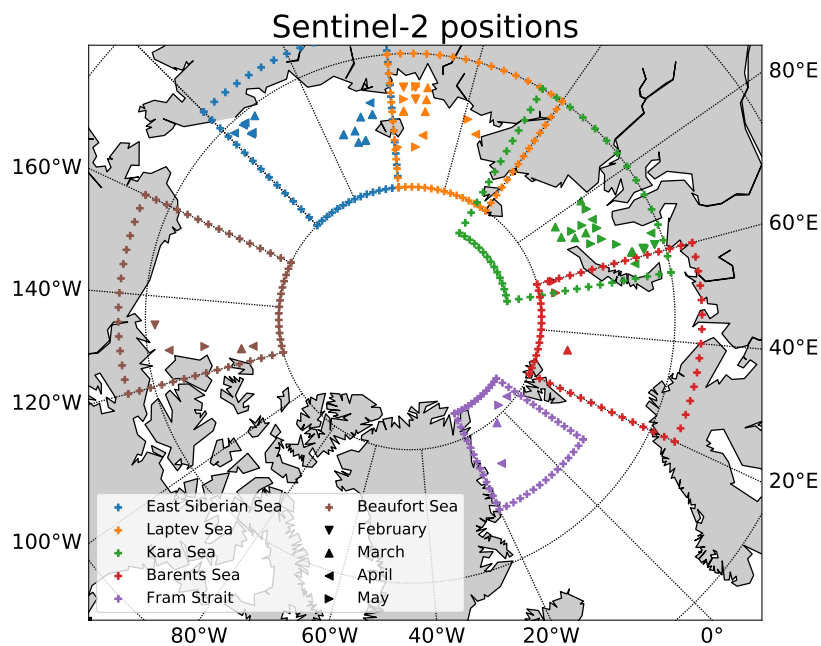 Sentinel-2 positions
80°E
160°W
60°E
140°W
40°E
120°W
20°E
100°W
East Siberian Sea
Laptev Sea
Kara Sea
Barents Sea
Fram Strait
Beaufort Sea
February
March
April
May
80°W 60°W 40°W 20°W 0°